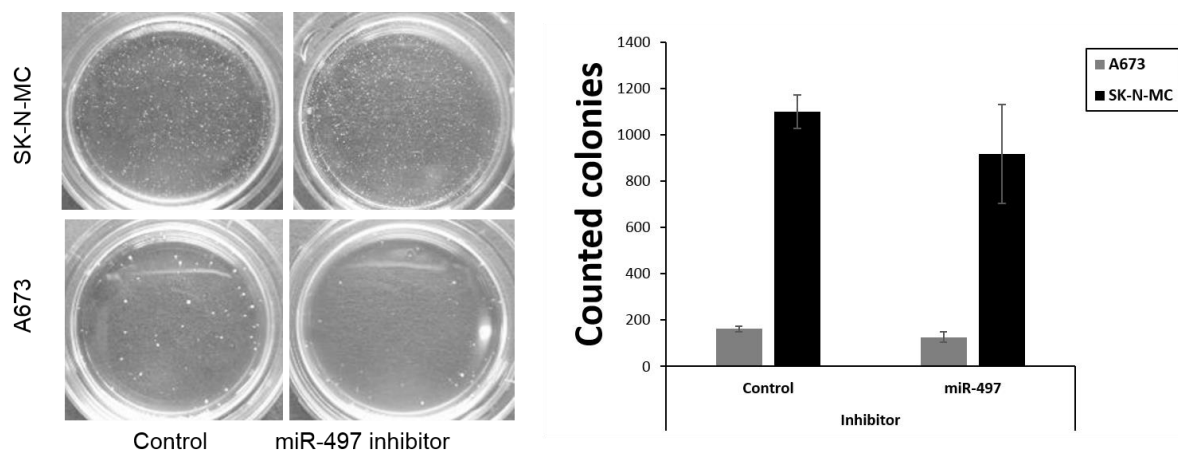 SK-N-MC
A673
Control miR-497 inhibitor
Counted colonies
1400
1200
1000
800
600
400
200
0
Control miR-497
Inhibitor
A673
SK-N-MC